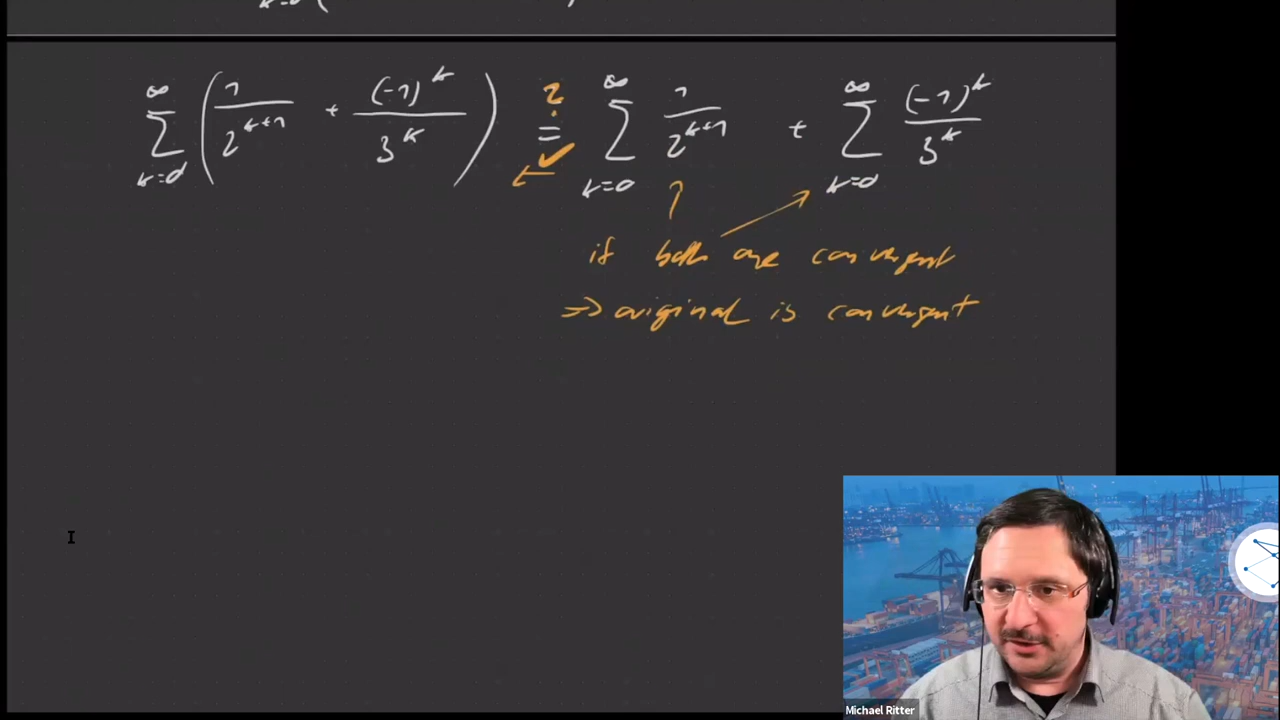 ∞ ∑ k=0 ( 1 / 2^{k+1} + (-1)^k / 3^k ) ?= ✓ ← ∞ ∑ k=0 1 / 2^{k+1} + ∞ ∑ k=0 (-1)^k / 3^k
if both are convergent
=> original is convergent
Michael Ritter